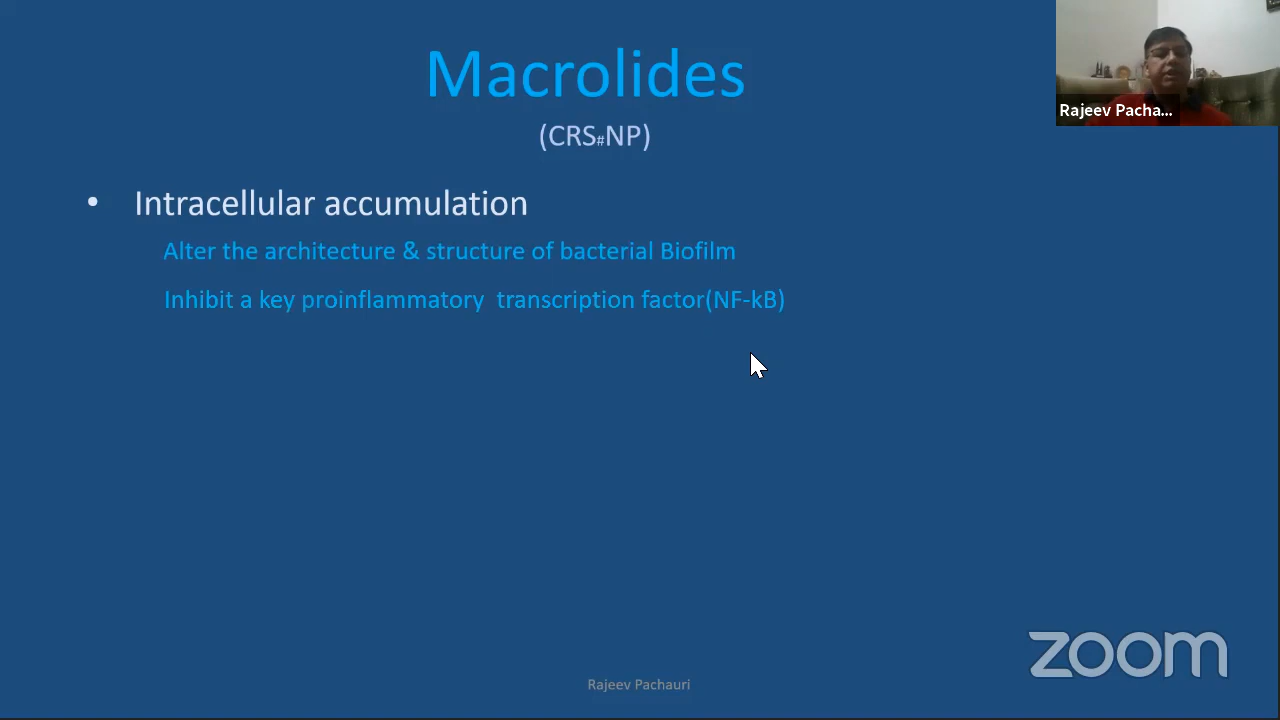 Macrolides
(CRS#NP)
Rajeev Pacha...
• Intracellular accumulation
Alter the architecture & structure of bacterial Biofilm
Inhibit a key proinflammatory transcription factor(NF-kB)
zoom
Rajeev Pachauri